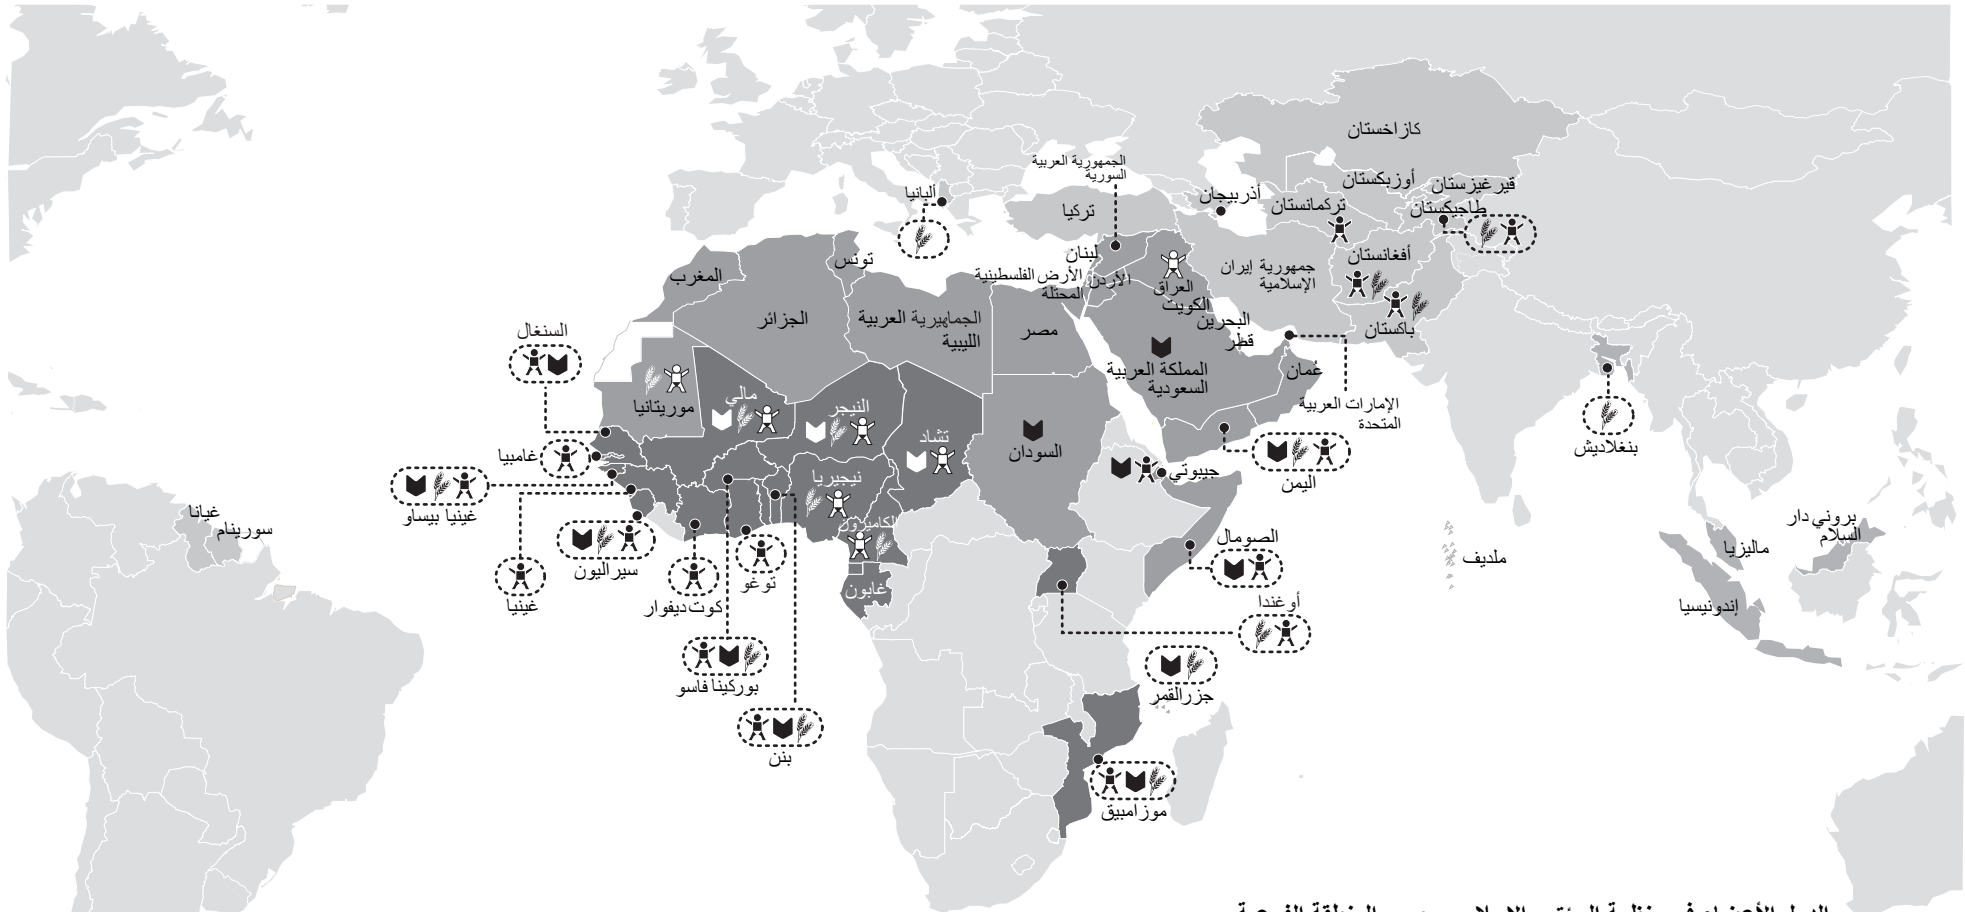 كازاخستان
الجمهورية العربية
السورية
أوزبكستان
قيرغيزستان
أذربيجان
ألبانيا
تركيا
تركمانستان
طاجيكستان
أفغانستان
لبنان
تونس
المغرب
جمهورية إيران
الإسلامية
الأرض الفلسطينية
المحتلة
الأردن
العراق
الكويت
البحرين
قطر
باكستان
الجزائر
الجماهيرية العربية
الليبية
مصر
السنغال
المملكة العربية
السعودية
عُمان
الإمارات العربية
المتحدة
موريتانيا
مالي
النيجر
تشاد
السودان
بنغلاديش
غامبيا
جيبوتي
اليمن
نيجيريا
غينيا بيساو
غيانا
سورينام
الكاميرون
بروني دار
السلام
ماليزيا
ملديف
الصومال
سيراليون
توغو
غابون
غينيا
كوت ديفوار
أوغندا
إندونيسيا
بوركينا فاسو
جزر القمر
بنن
موزامبيق